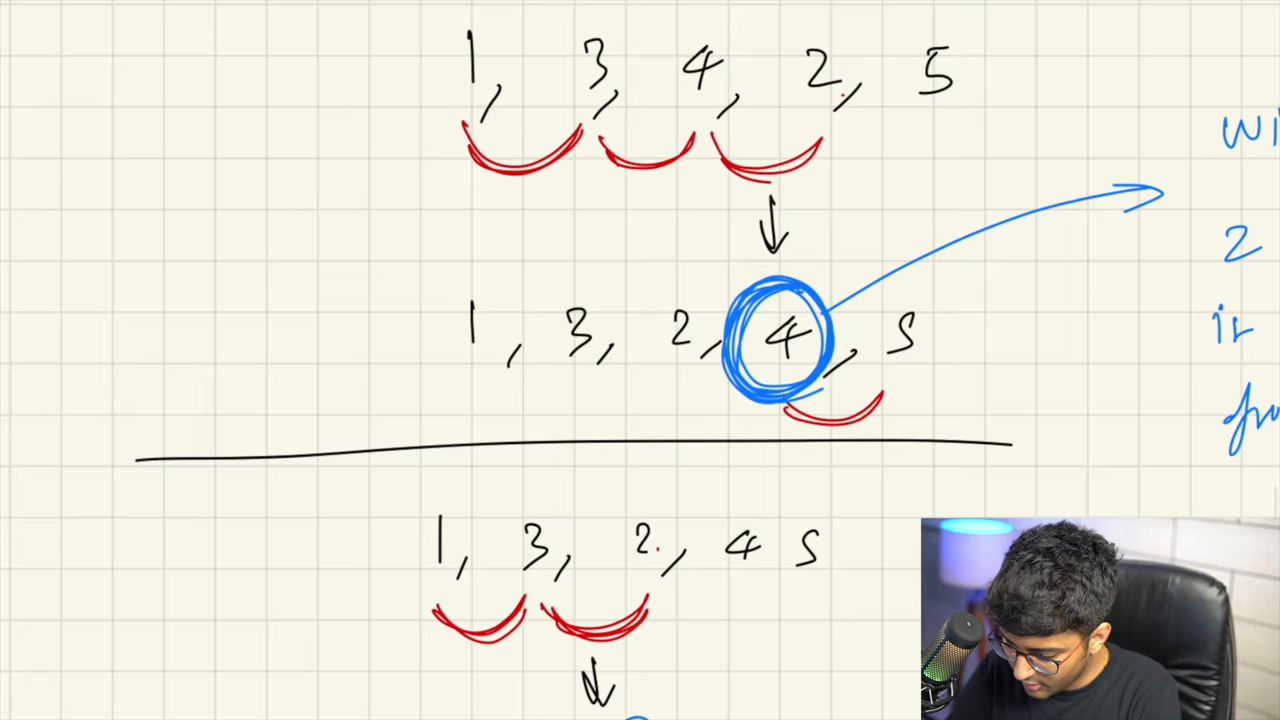 1, 3, 4, 2, 5
1, 3, 2, 4, 5
2
1, 3, 2, 4 5